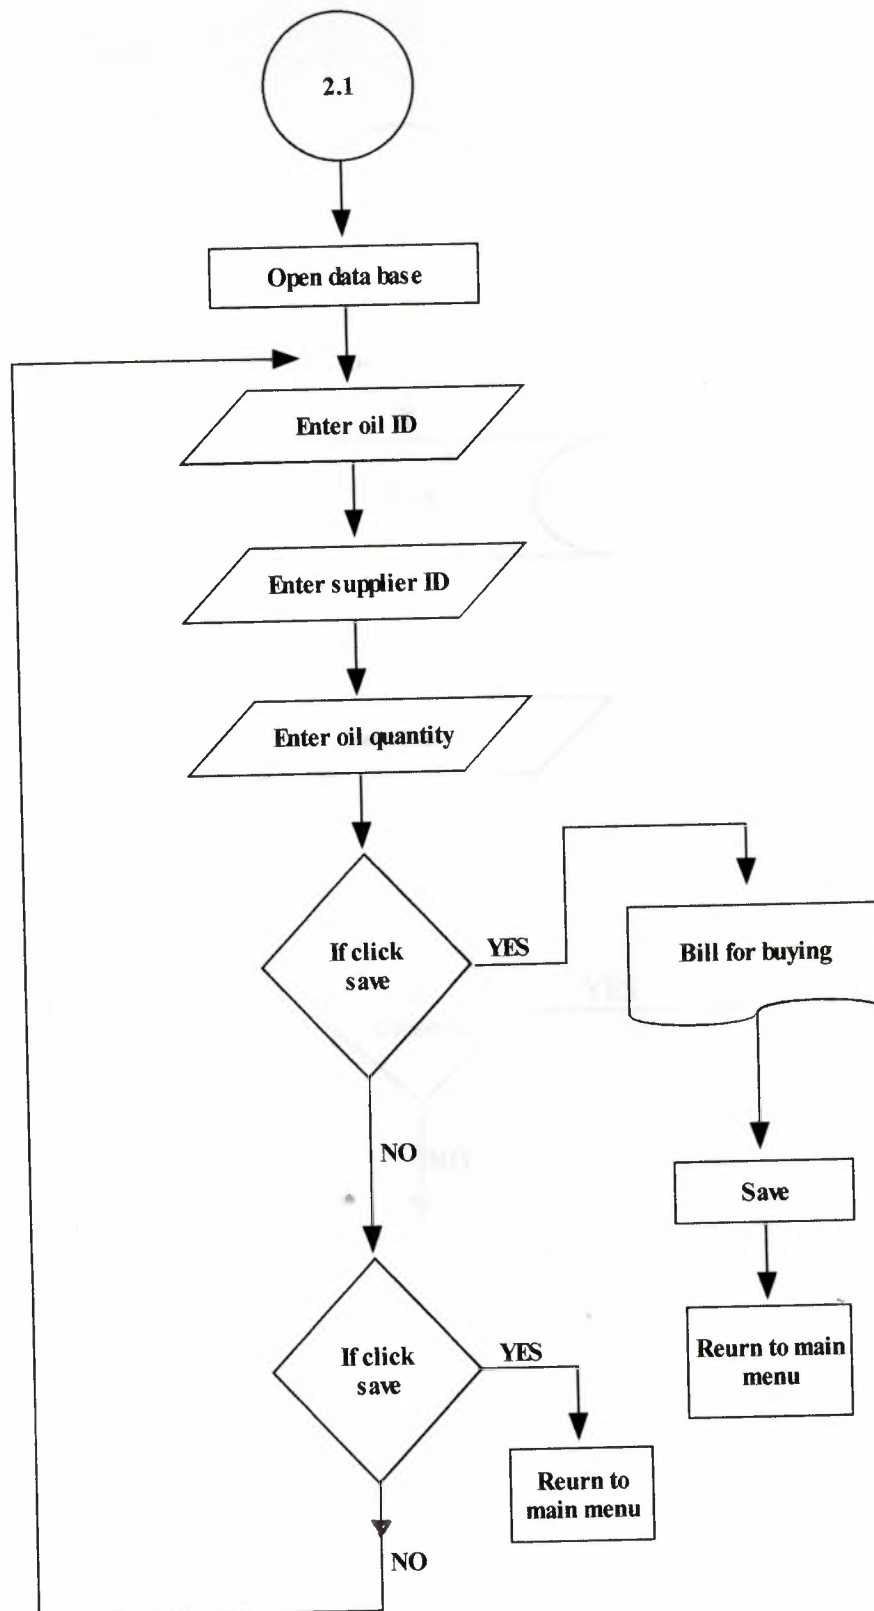 2.1
Open data base
Enter oil ID
Enter supplier ID
Enter oil quantity
If click
save
YES
Bill for buying
NO
Save
Reurn to main
menu
If click
save
YES
Reurn to
main menu
NO